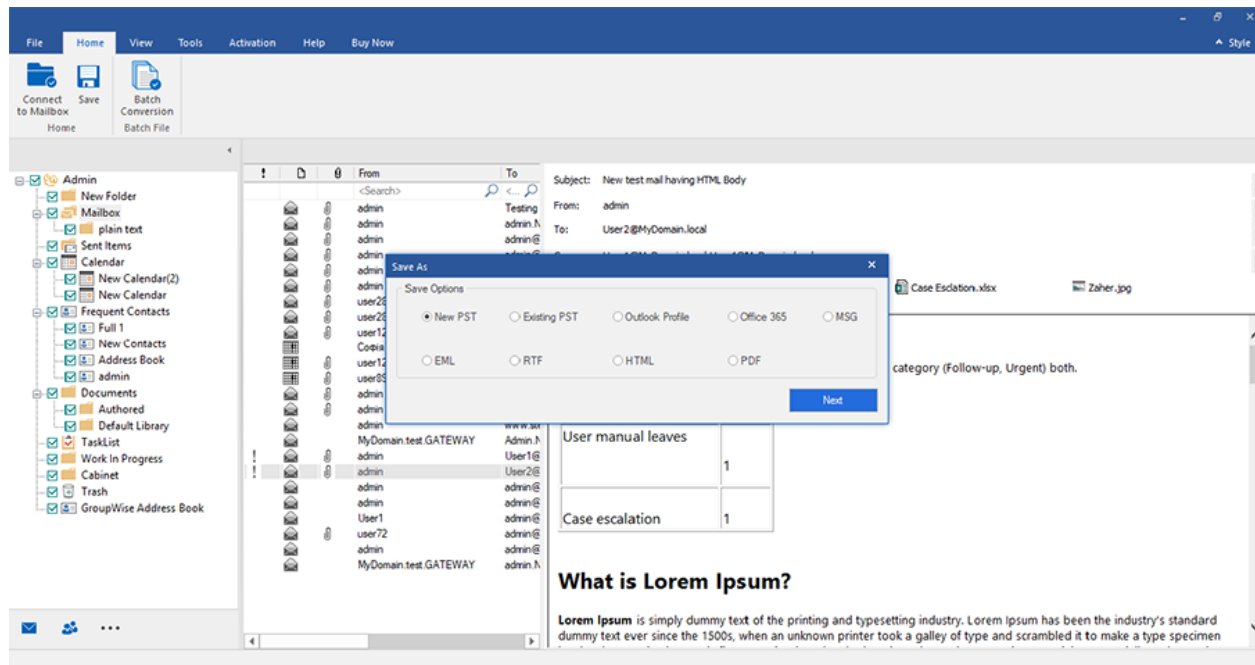 File Home View Tools Activation Help Buy Now Style
Connect to Mailbox
Save
Batch Conversion
Home
Batch File
Admin
New Folder
Mailbox
plain text
Sent Items
Calendar
New Calendar(2)
New Calendar
Frequent Contacts
Full 1
New Contacts
Address Book
admin
Documents
Authored
Default Library
TaskList
Work In Progress
Cabinet
Trash
GroupWise Address Book
! From To
<Search> <...
admin Testing
admin admin.N
admin admin@
admin
admin
admin
user28
user28
user12
Софія
user12
user89
admin
admin
admin
MyDomain.test.GATEWAY Admin.N
! admin User1@
! admin User2@
admin admin@
admin admin@
User1 admin@
user72 admin@
admin admin@
MyDomain.test.GATEWAY admin.N
Subject: New test mail having HTML Body
From: admin
To: User2@MyDomain.local
Case Esclation.xlsx Zaher.jpg
category (Follow-up, Urgent) both.
Save As
Save Options
New PST Existing PST Outlook Profile Office 365 MSG
EML RTF HTML PDF
Next
User manual leaves 1
Case escalation 1
What is Lorem Ipsum?
Lorem Ipsum is simply dummy text of the printing and typesetting industry. Lorem Ipsum has been the industry's standard
dummy text ever since the 1500s, when an unknown printer took a galley of type and scrambled it to make a type specimen